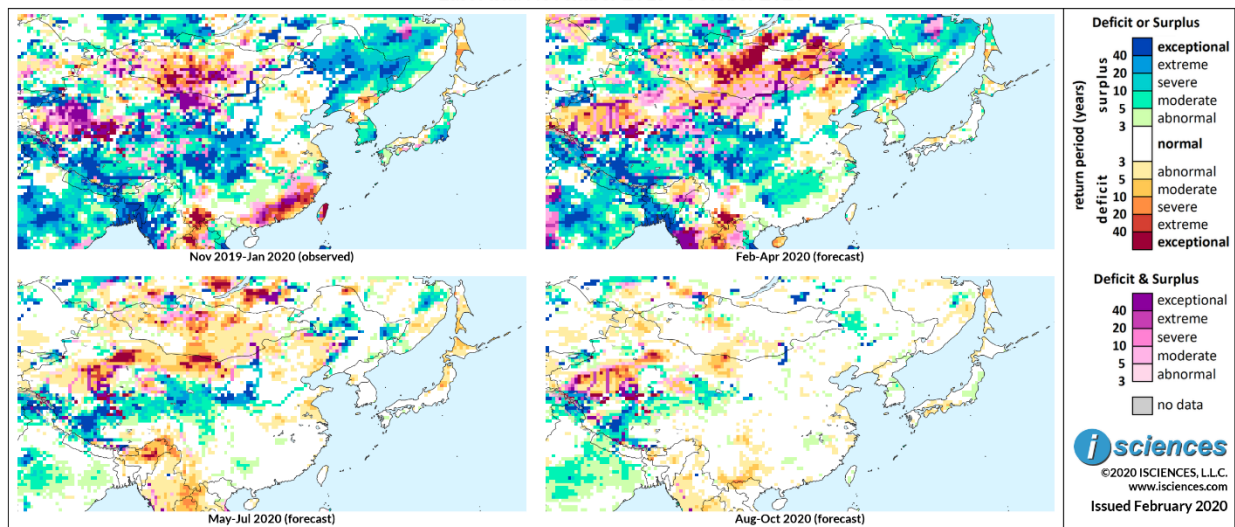 Nov 2019-Jan 2020 (observed)
Feb-Apr 2020 (forecast)
May-Jul 2020 (forecast)
Aug-Oct 2020 (forecast)
Deficit or Surplus
return period (years)
deficit surplus
exceptional
40
extreme
20
severe
10
moderate
5
abnormal
3
normal
3
abnormal
5
moderate
10
severe
20
extreme
40
exceptional
Deficit & Surplus
exceptional
40
extreme
20
severe
10
moderate
5
abnormal
3
no data
i sciences
©2020 ISCIENCES, L.L.C.
www.isciences.com
Issued February 2020